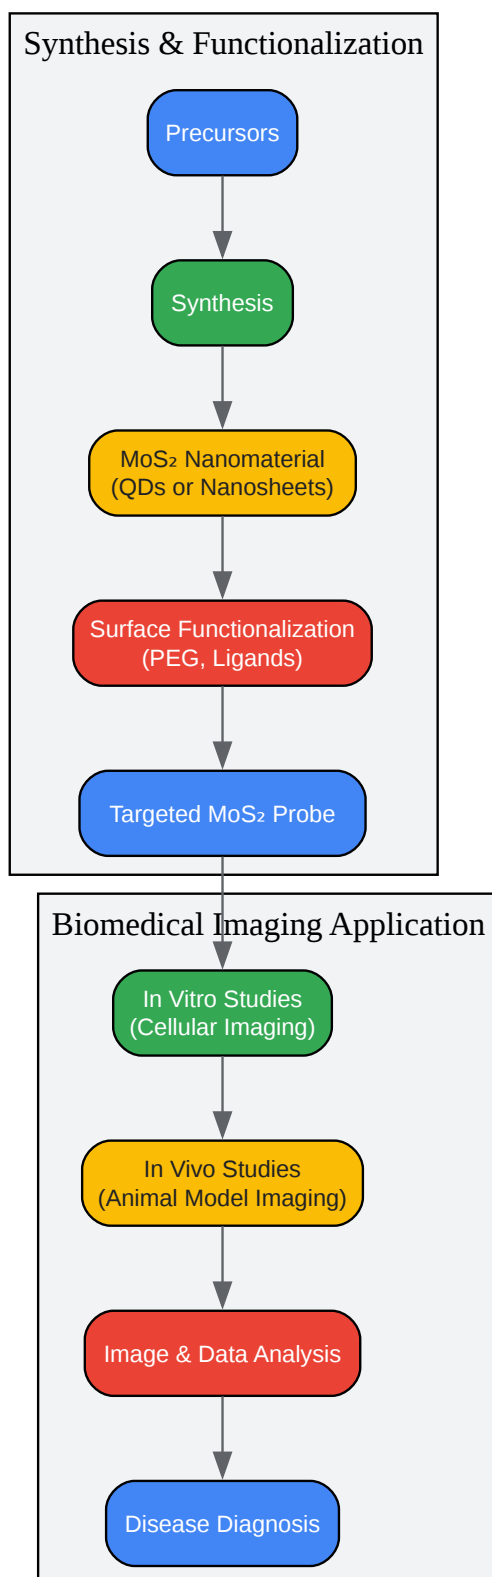 Synthesis & Functionalization
Precursors
Synthesis
MoS₂ Nanomaterial
(QDs or Nanosheets)
Surface Functionalization
(PEG, Ligands)
Targeted MoS₂ Probe
Biomedical Imaging Application
In Vitro Studies
(Cellular Imaging)
In Vivo Studies
(Animal Model Imaging)
Image & Data Analysis
Disease Diagnosis